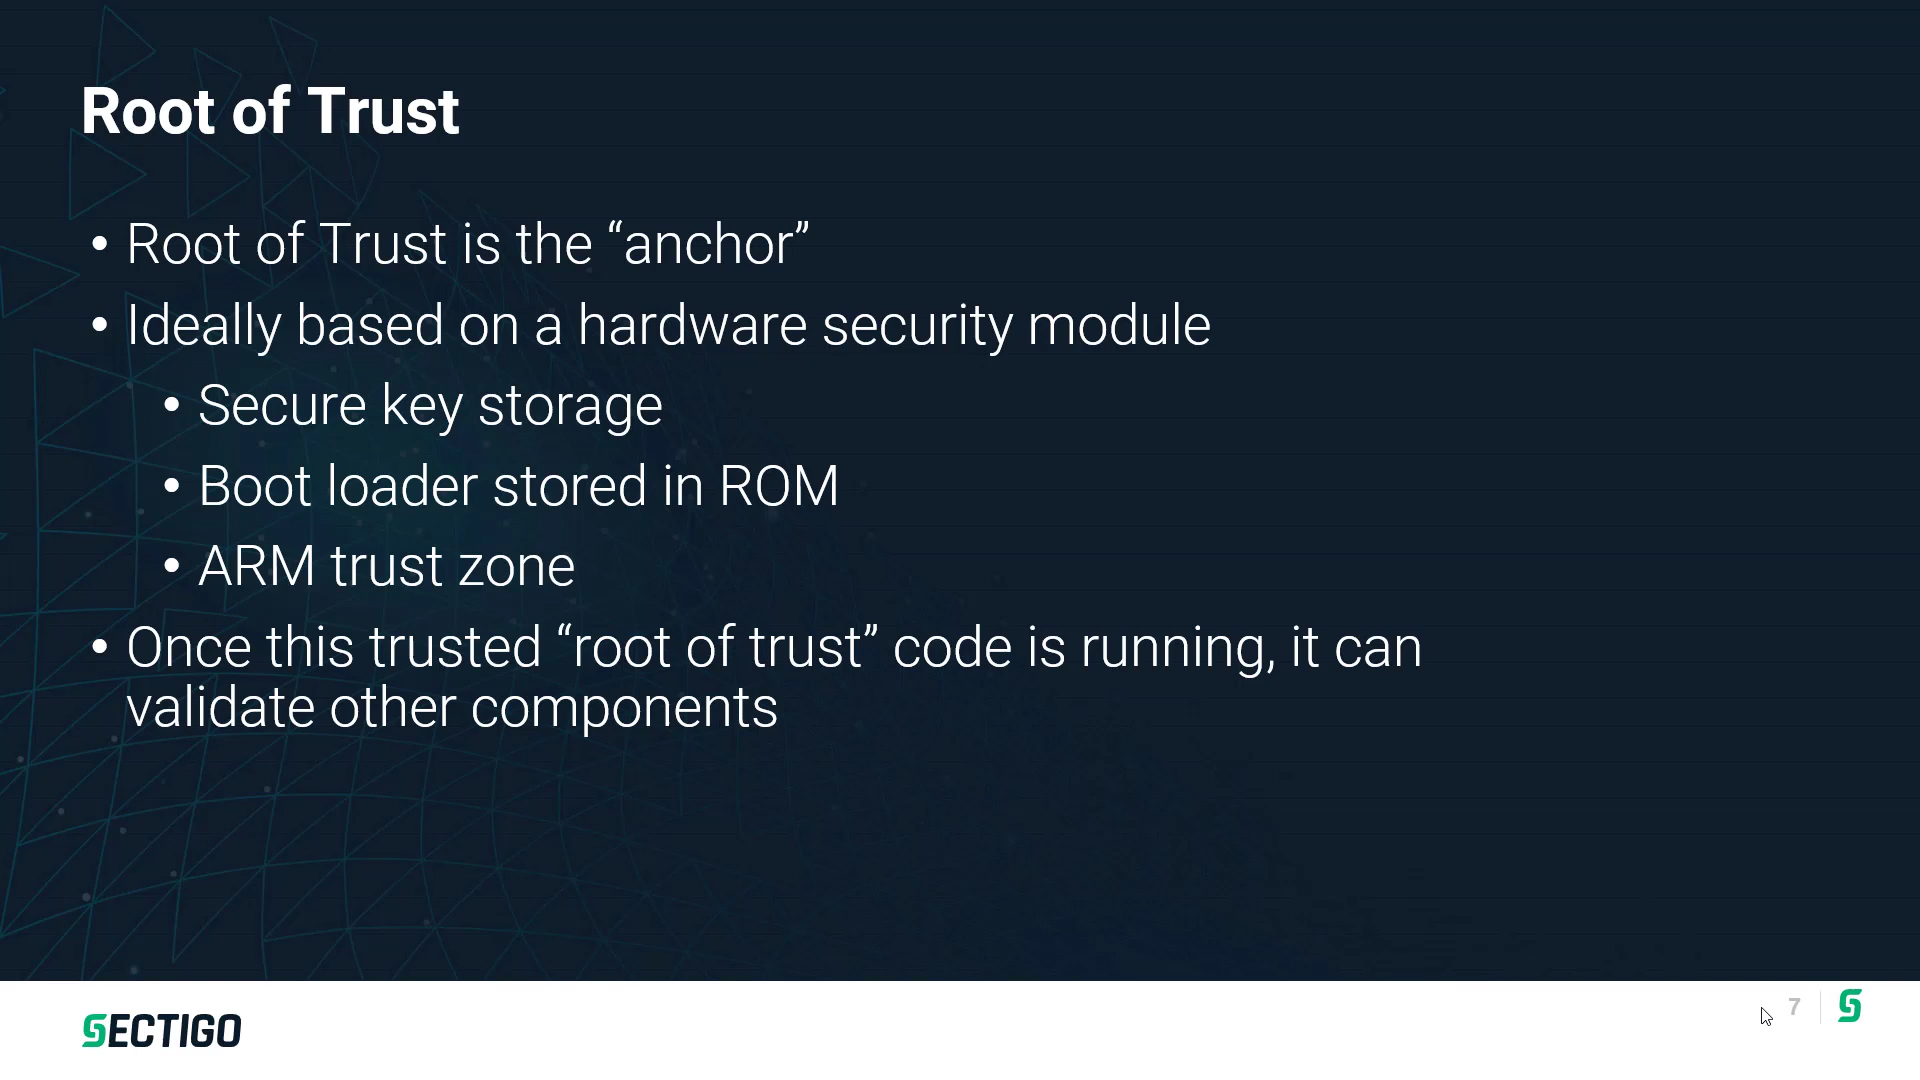 Root of Trust
• Root of Trust is the “anchor”
• Ideally based on a hardware security module
• Secure key storage
• Boot loader stored in ROM
• ARM trust zone
• Once this trusted “root of trust” code is running, it can
validate other components
SECTIGO
7
S